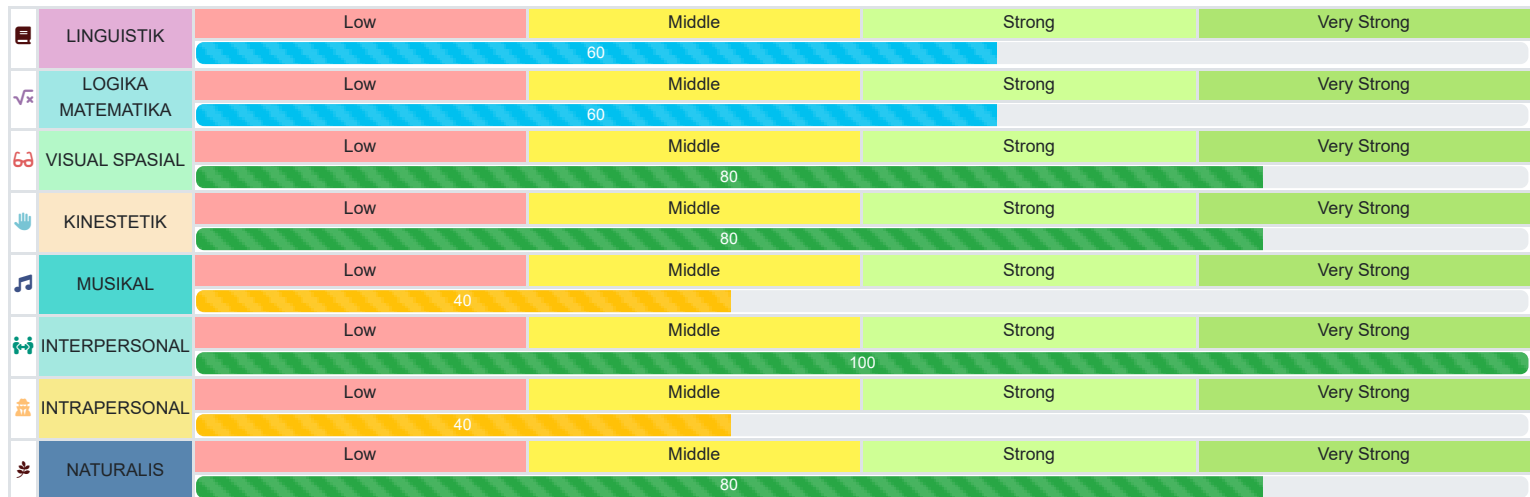 LINGUISTIK
Low Middle Strong Very Strong
60
LOGIKA
MATEMATIKA
Low Middle Strong Very Strong
60
VISUAL SPASIAL
Low Middle Strong Very Strong
80
KINESTETIK
Low Middle Strong Very Strong
80
MUSIKAL
Low Middle Strong Very Strong
40
INTERPERSONAL
Low Middle Strong Very Strong
100
INTRAPERSONAL
Low Middle Strong Very Strong
40
NATURALIS
Low Middle Strong Very Strong
80